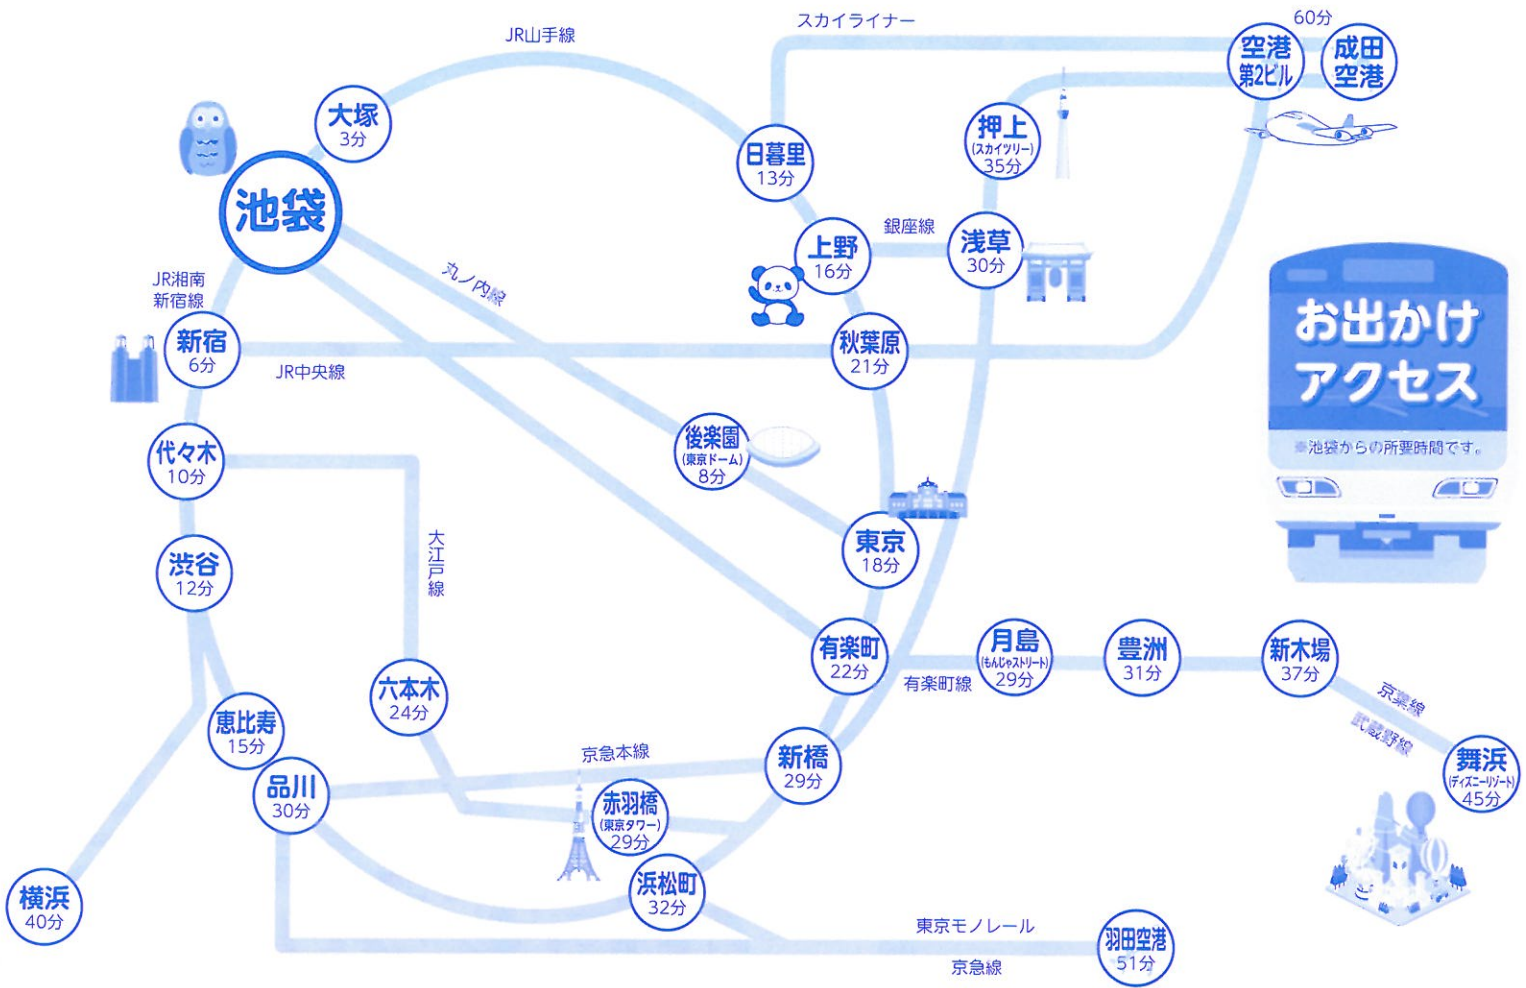 スカイライナー
60分
JR山手線
空港
第2ビル
成田
空港
大塚
3分
押上
(スカイツリー)
35分
日暮里
13分
池袋
銀座線
上野
16分
浅草
30分
丸ノ内線
JR湘南
新宿線
新宿
6分
JR中央線
秋葉原
21分
お出かけ
アクセス
※池袋からの所要時間です。
後楽園
(東京ドーム)
8分
代々木
10分
大江戸線
東京
18分
渋谷
12分
有楽町
22分
有楽町線
月島
(もんじゃストリート)
29分
豊洲
31分
新木場
37分
京葉線
武蔵野線
舞浜
(ディズニーリゾート)
45分
六本木
24分
恵比寿
15分
京急本線
新橋
29分
品川
30分
赤羽橋
(東京タワー)
29分
浜松町
32分
横浜
40分
東京モノレール
京急線
羽田空港
51分